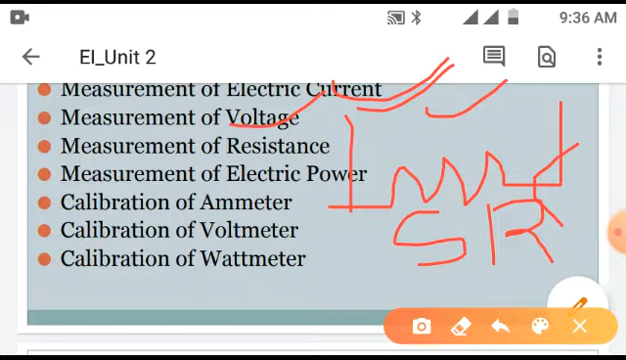 9:36 AM
EI_Unit 2
Measurement of Electric Current
Measurement of Voltage
Measurement of Resistance
Measurement of Electric Power
Calibration of Ammeter
Calibration of Voltmeter
Calibration of Wattmeter
SR